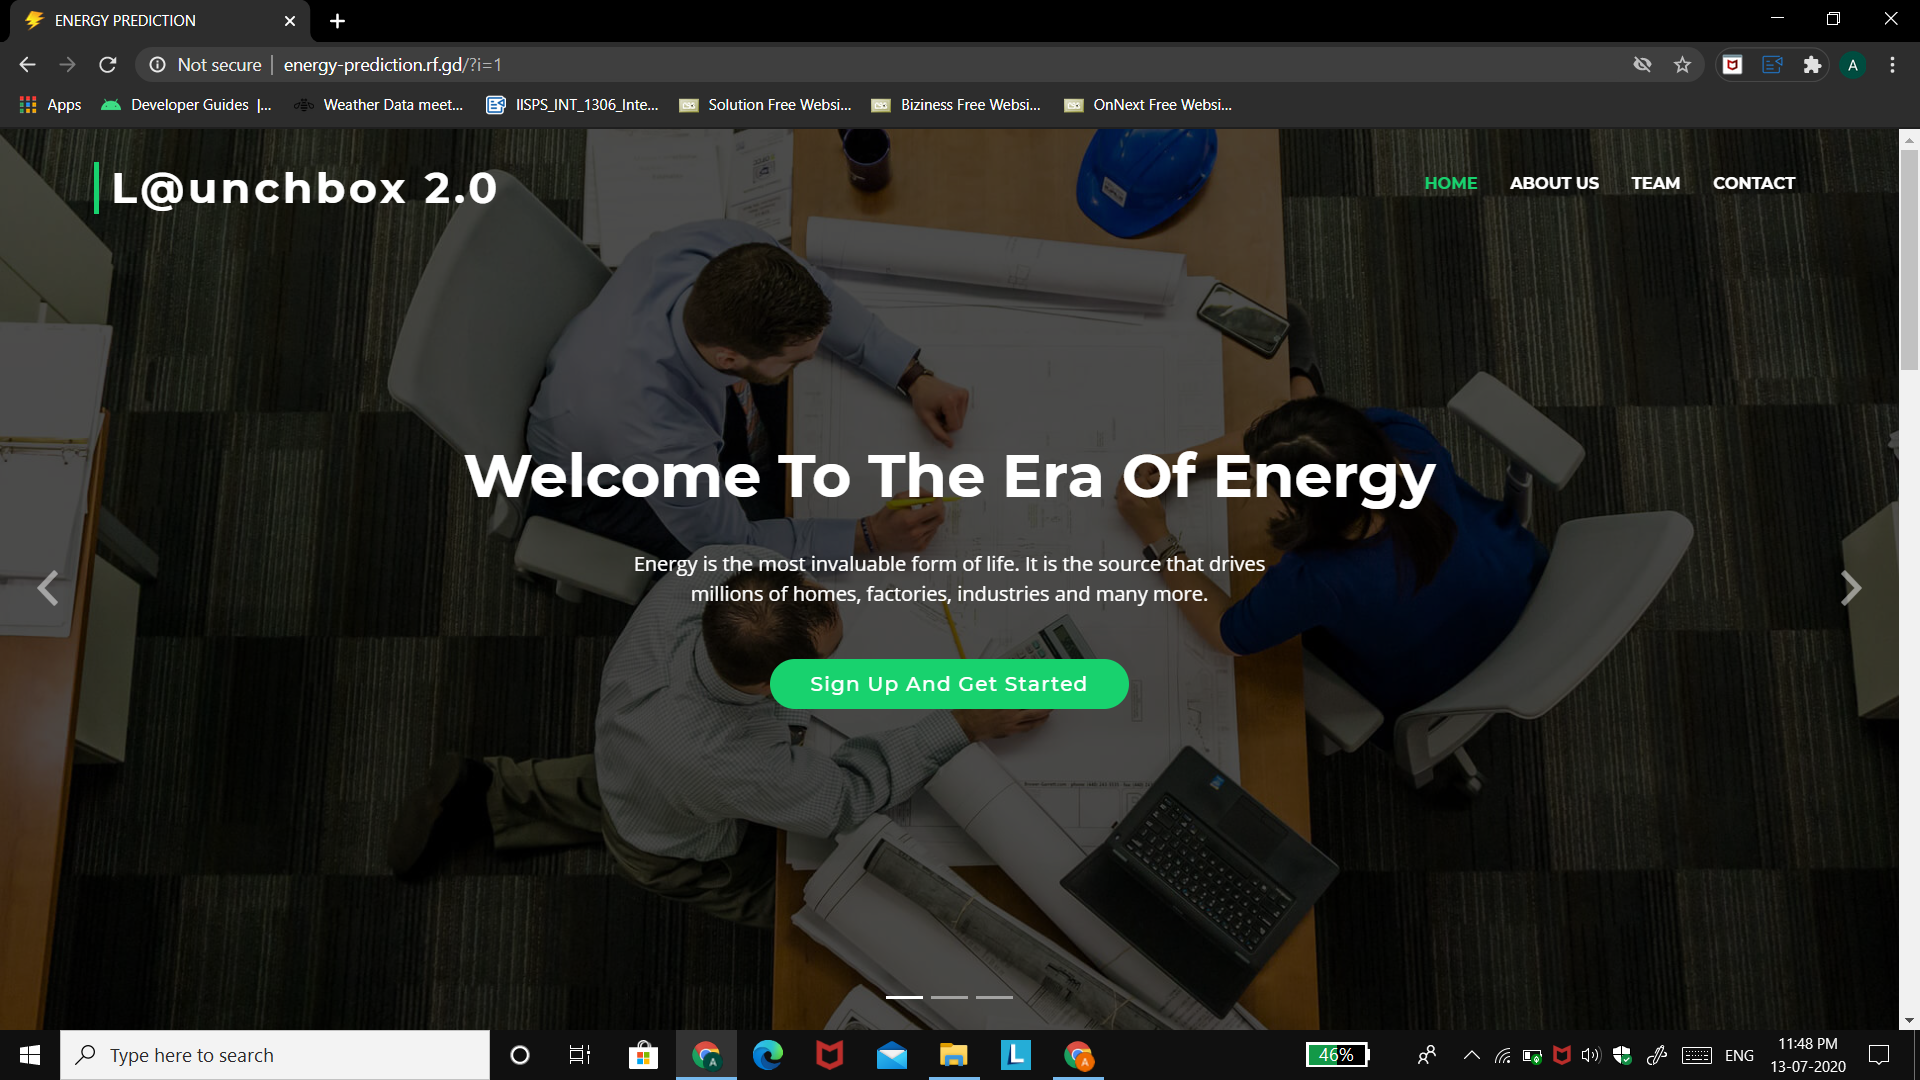 ENERGY PREDICTION
Not secure | energy-prediction.rf.gd/?i=1
A
Apps
Developer Guides |...
Weather Data meet...
IISPS_INT_1306_Inte...
Solution Free Websi...
Biziness Free Websi...
OnNext Free Websi...
L@unchbox 2.0
HOME
ABOUT US
TEAM
CONTACT
Welcome To The Era Of Energy
Energy is the most invaluable form of life. It is the source that drives
millions of homes, factories, industries and many more.
Sign Up And Get Started
Type here to search
A
L
A
46%
ENG
11:48 PM
13-07-2020